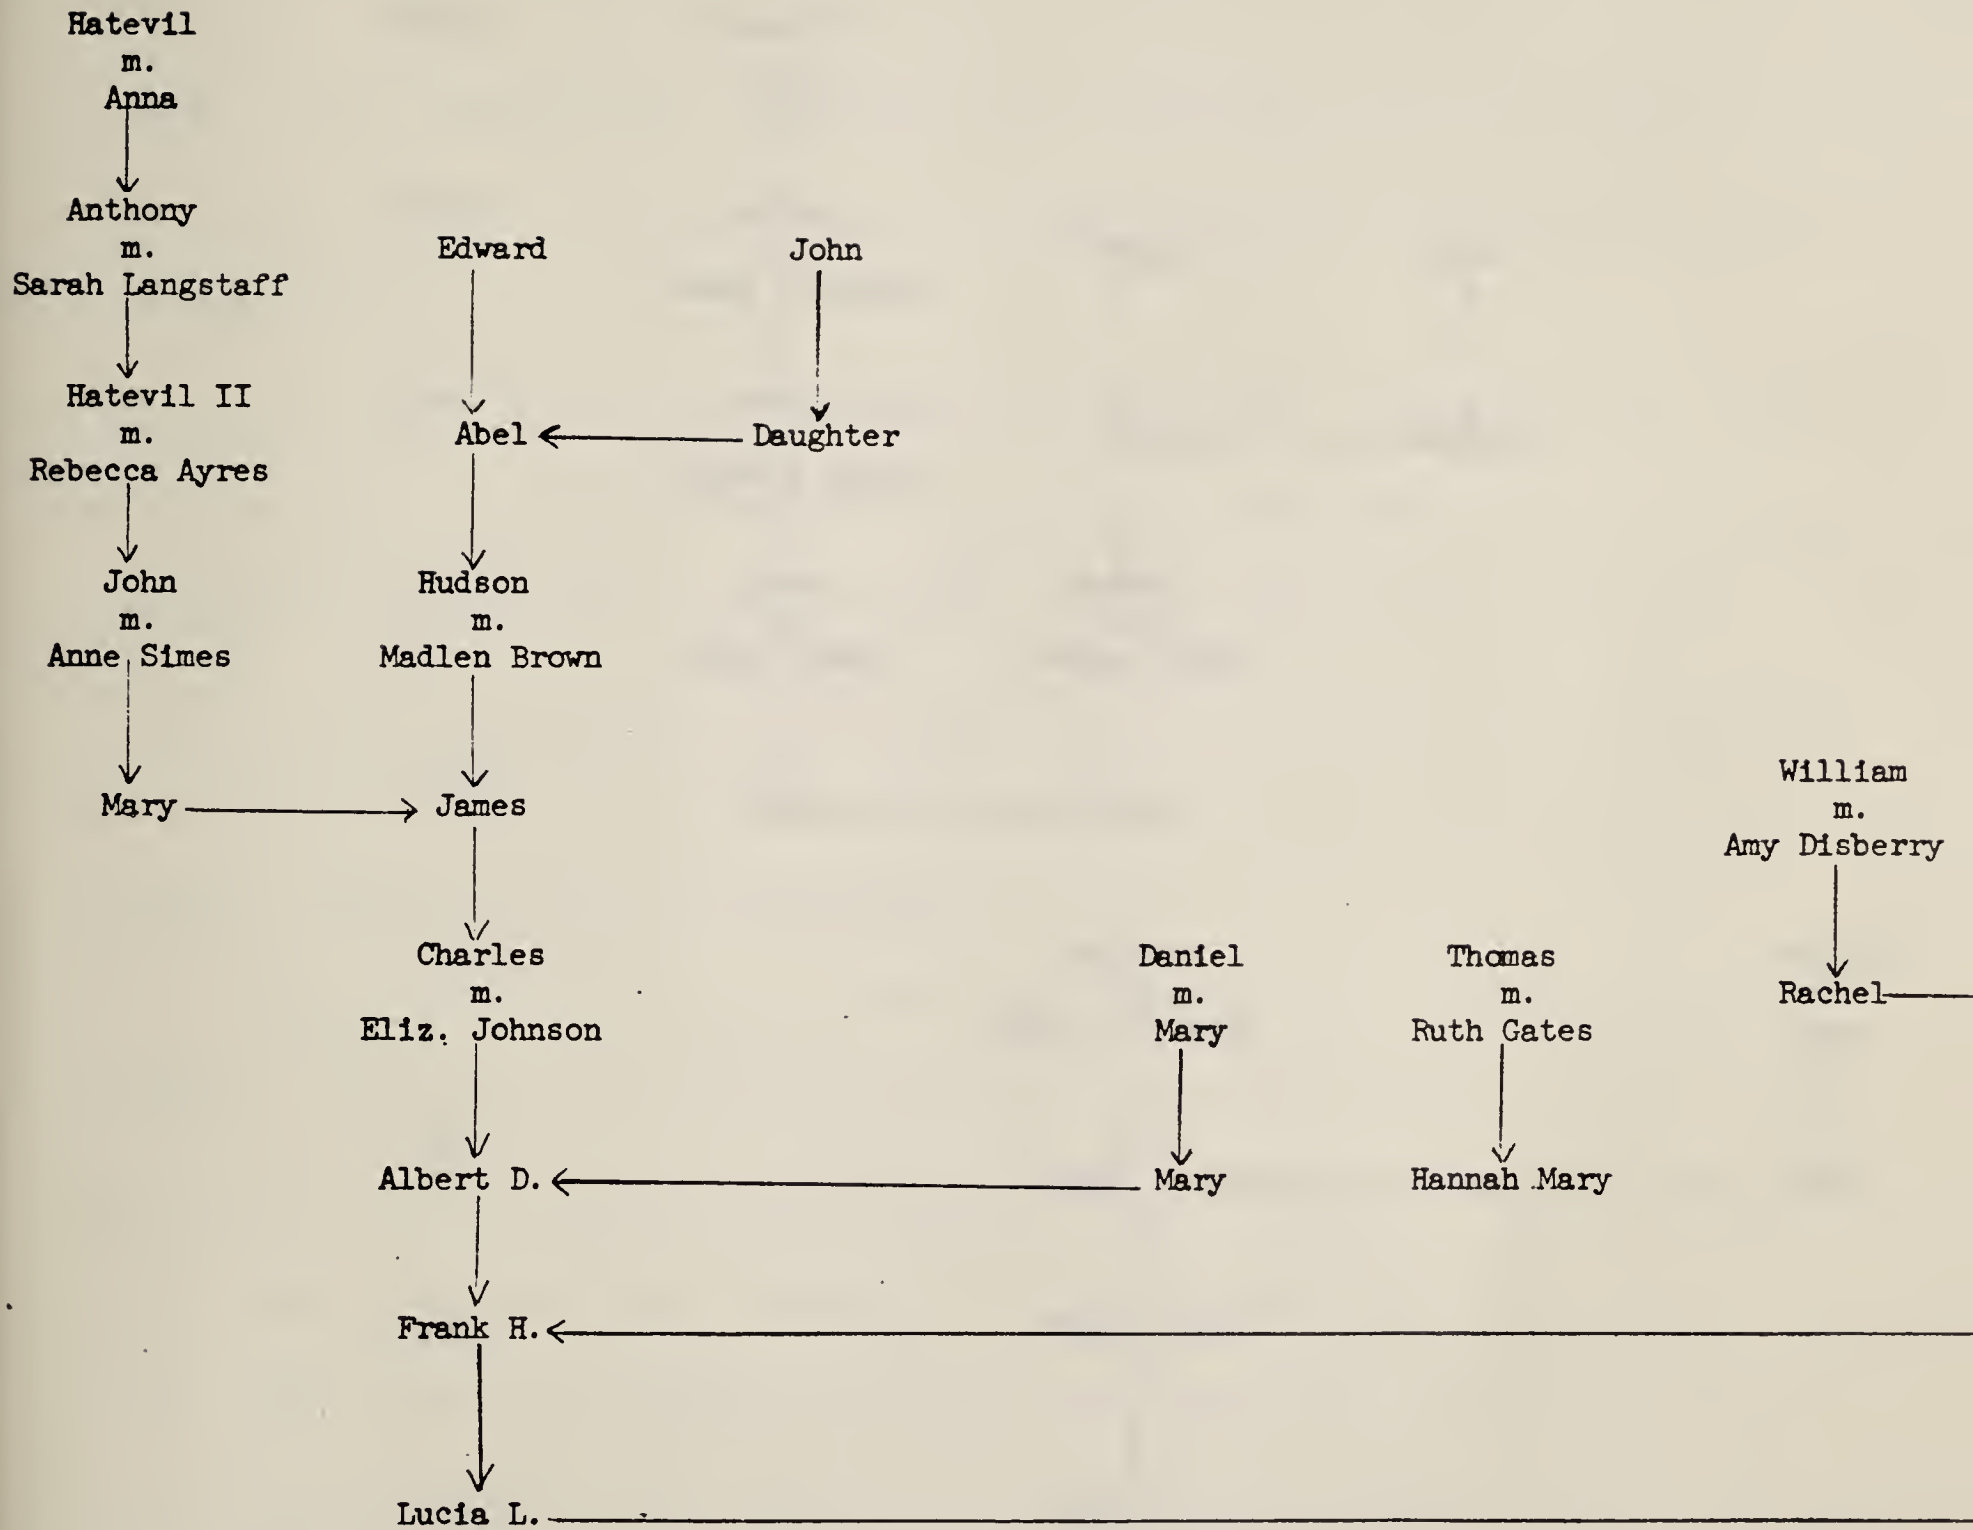 Hatevil
m.
Anna
Anthony
m.
Sarah Langstaff
Hatevil II
m.
Rebecca Ayres
John
m.
Anne Simes
Mary
Edward
Abel
Hudson
m.
Madlen Brown
James
Charles
m.
Eliz. Johnson
Albert D.
Frank H.
Lucia L.
John
Daughter
Daniel
m.
Mary
Mary
Thomas
m.
Ruth Gates
Hannah Mary
William
m.
Amy Disberry
Rachel